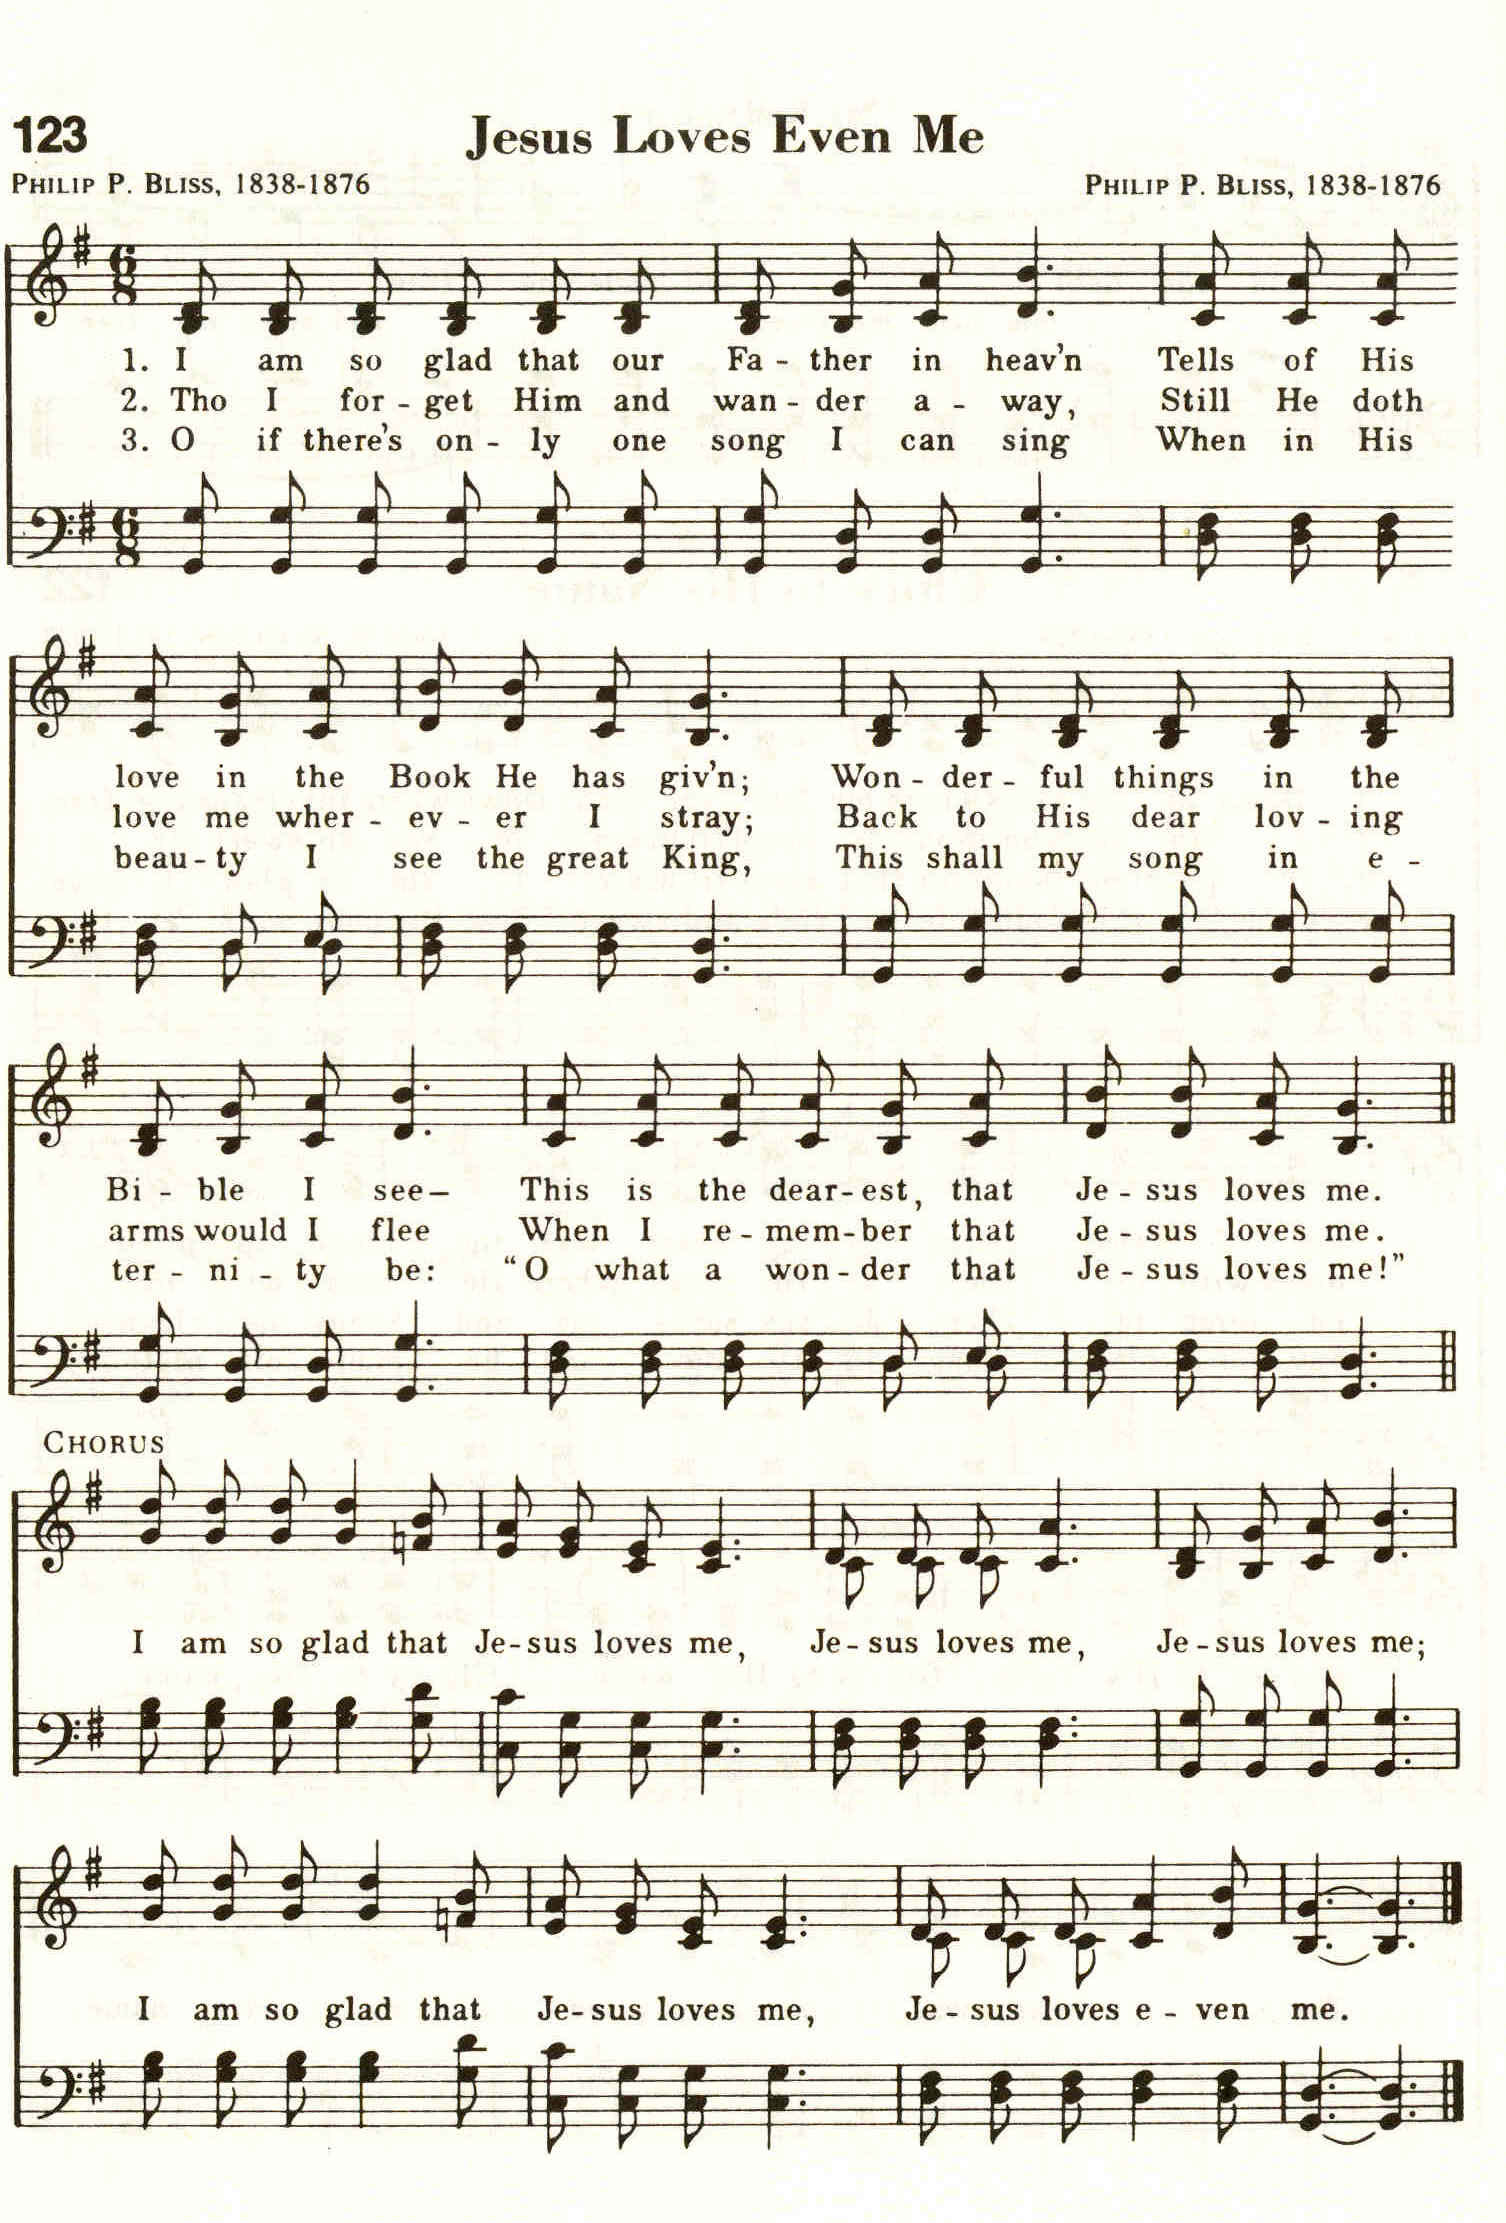 123 Jesus Loves Even Me
PHILIP P. BLISS, 1838-1876 PHILIP P. BLISS, 1838-1876
6 8
1. I am so glad that our Fa - ther in heav’n Tells of His
2. Tho I for - get Him and wan - der a - way, Still He doth
3. O if there’s on - ly one song I can sing When in His
6 8
love in the Book He has giv’n; Won - der - ful things in the
love me wher - ev - er I stray; Back to His dear lov - ing
beau - ty I see the great King, This shall my song in e -
Bi - ble I see— This is the dear - est, that Je - sus loves me.
arms would I flee When I re - mem - ber that Je - sus loves me.
ter - ni - ty be: “O what a won - der that Je - sus loves me!”
CHORUS
I am so glad that Je - sus loves me, Je - sus loves me, Je - sus loves me;
I am so glad that Je - sus loves me, Je - sus loves e - ven me.